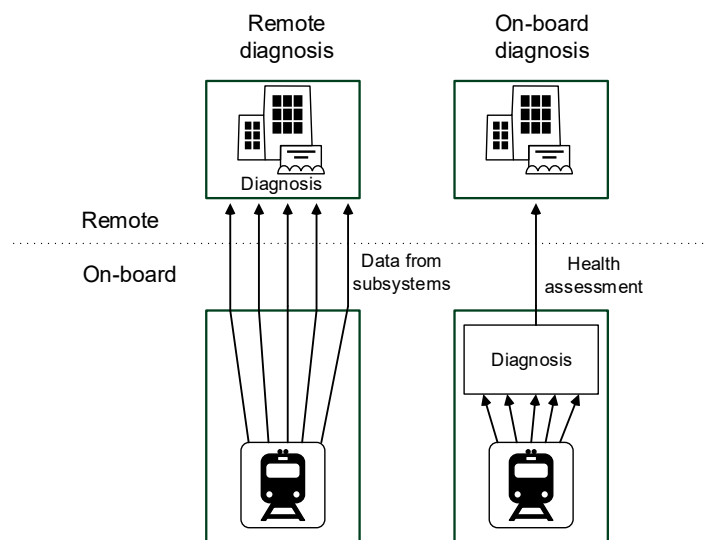 Remote
diagnosis
On-board
diagnosis
Diagnosis
Remote
On-board
Data from
subsystems
Health
assessment
Diagnosis